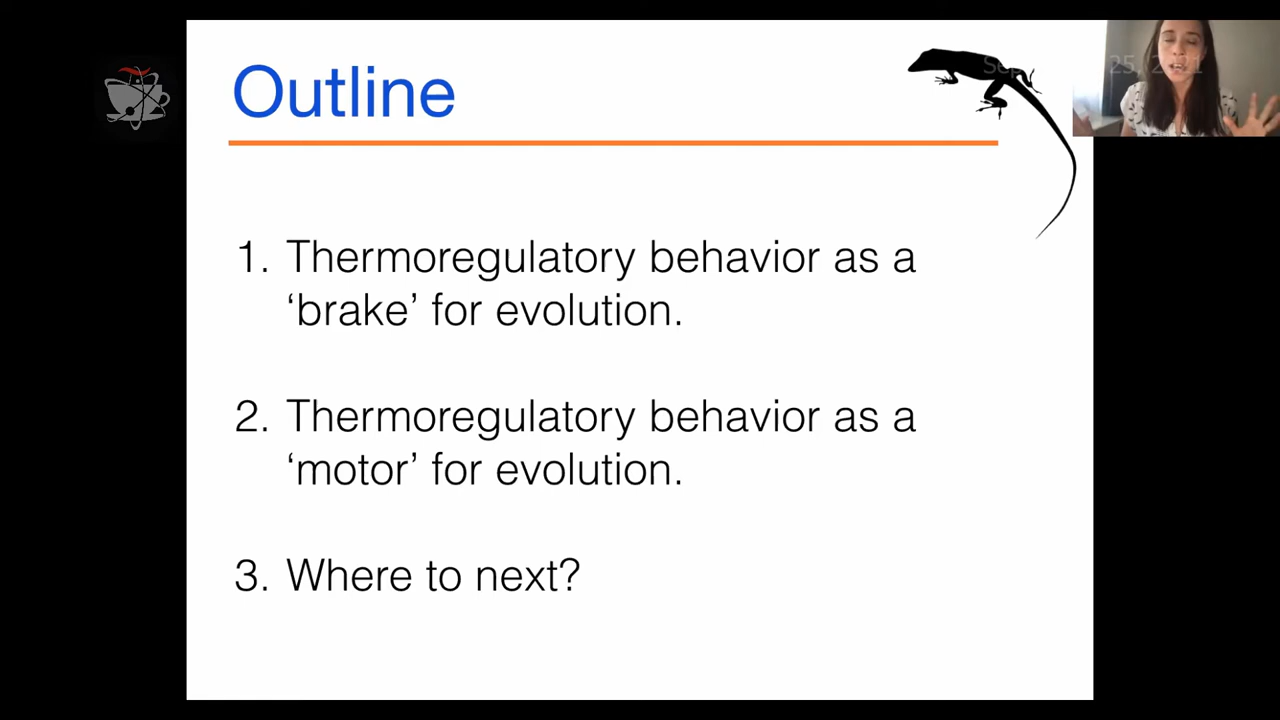 Outline
1. Thermoregulatory behavior as a
‘brake’ for evolution.
2. Thermoregulatory behavior as a
‘motor’ for evolution.
3. Where to next?